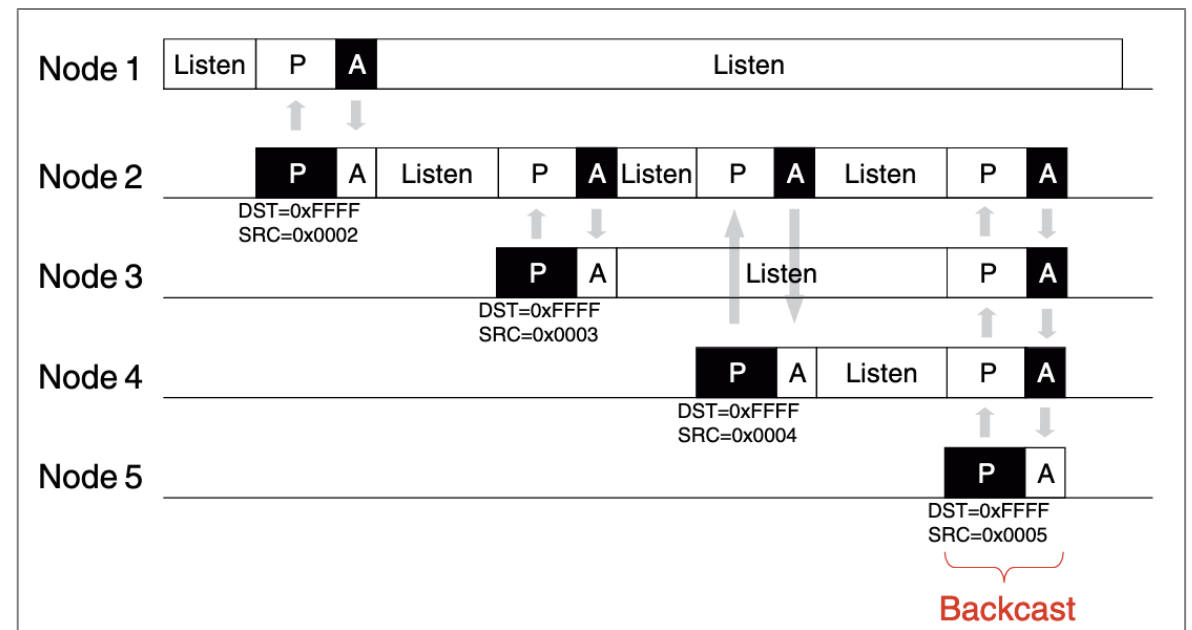 Node 1 Listen P A Listen
Node 2 P A Listen P A Listen P A Listen P A
DST=0xFFFF
SRC=0x0002
Node 3 P A Listen P A
DST=0xFFFF
SRC=0x0003
Node 4 P A Listen P A
DST=0xFFFF
SRC=0x0004
Node 5 P A
DST=0xFFFF
SRC=0x0005
Backcast